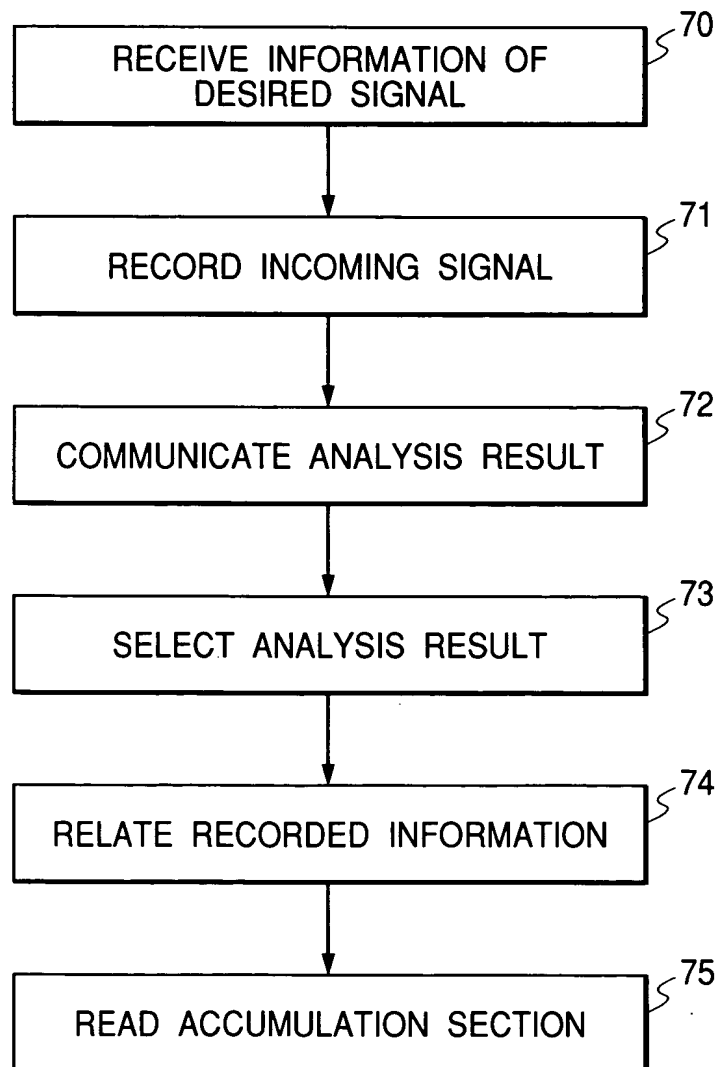 70
RECEIVE INFORMATION OF
DESIRED SIGNAL
71
RECORD INCOMING SIGNAL
72
COMMUNICATE ANALYSIS RESULT
73
SELECT ANALYSIS RESULT
74
RELATE RECORDED INFORMATION
75
READ ACCUMULATION SECTION